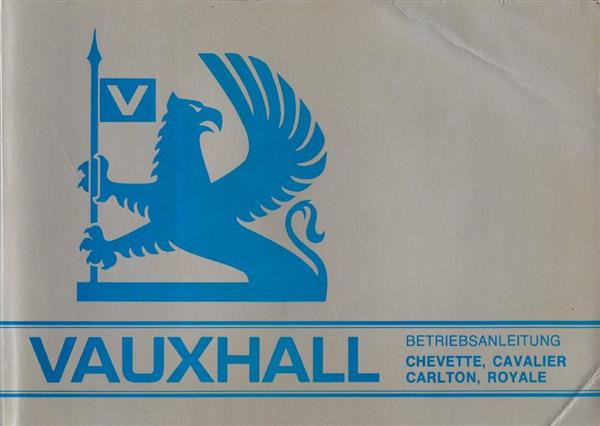 V
VAUXHALL
BETRIEBSANLEITUNG
CHEVETTE, CAVALIER
CARLTON, ROYALE